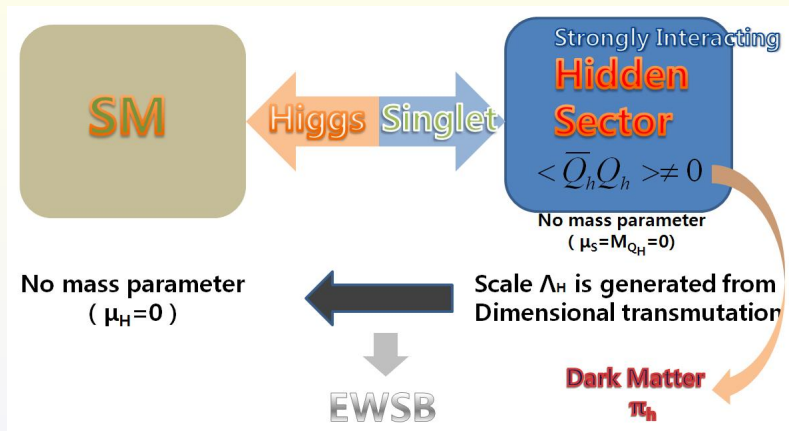 SM
Higgs Singlet
Strongly Interacting
Hidden
Sector
< Q̅ₕQₕ >≠ 0
No mass parameter
( μS=MQH=0)
No mass parameter
( μH=0 )
Scale ΛH is generated from
Dimensional transmutation
EWSB
Dark Matter
πh